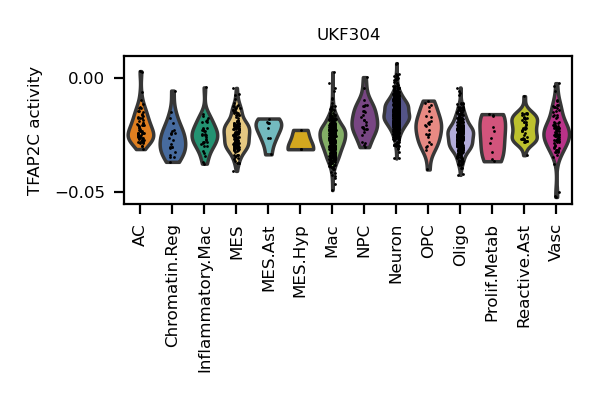 UKF304
TFAP2C activity
0.00
−0.05
AC
Chromatin.Reg
Inflammatory.Mac
MES
MES.Ast
MES.Hyp
Mac
NPC
Neuron
OPC
Oligo
Prolif.Metab
Reactive.Ast
Vasc